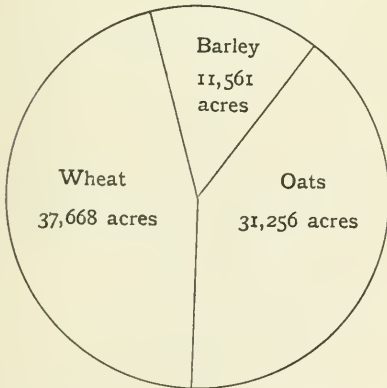 Barley
11,561
acres
Wheat
37,668 acres
Oats
31,256 acres